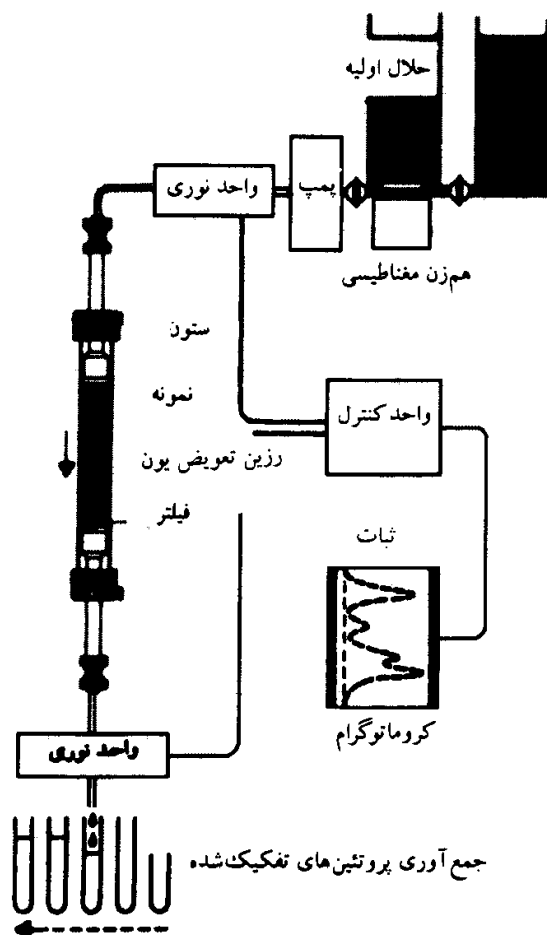 حلال اولیه
پمپ
واحد نوری
هم‌زن مغناطیسی
ستون
نمونه
واحد کنترل
رزین تعویض یون
فیلتر
ثبات
کروماتوگرام
واحد نوری
جمع‌آوری پروتئین‌های تفکیک‌شده